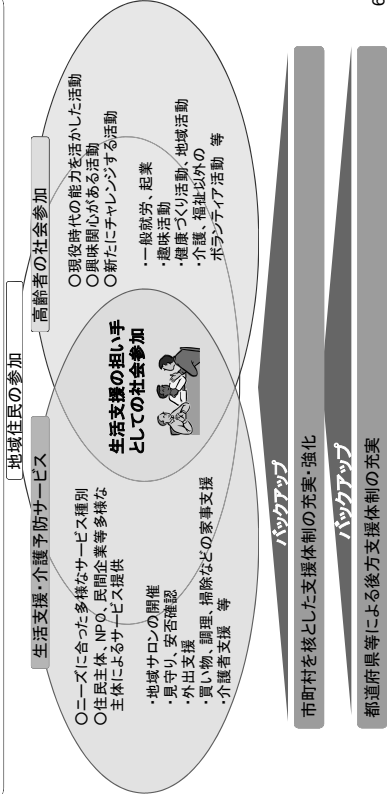 地域住民の参加
生活支援・介護予防サービス
○ニーズに合った多様なサービス種別
○住民主体、NPO、民間企業等多様な
主体によるサービス提供
・地域サロンの開催
・見守り、安否確認
・外出支援
・買い物、調理、掃除などの家事支援
・介護者支援　等
生活支援の担い手
としての社会参加
高齢者の社会参加
○現役時代の能力を活かした活動
○興味関心がある活動
○新たにチャレンジする活動
・一般就労、起業
・趣味活動
・健康づくり活動、地域活動
・介護、福祉以外の
ボランティア活動　等
バックアップ
市町村を核とした支援体制の充実・強化
バックアップ
都道府県等による後方支援体制の充実
6